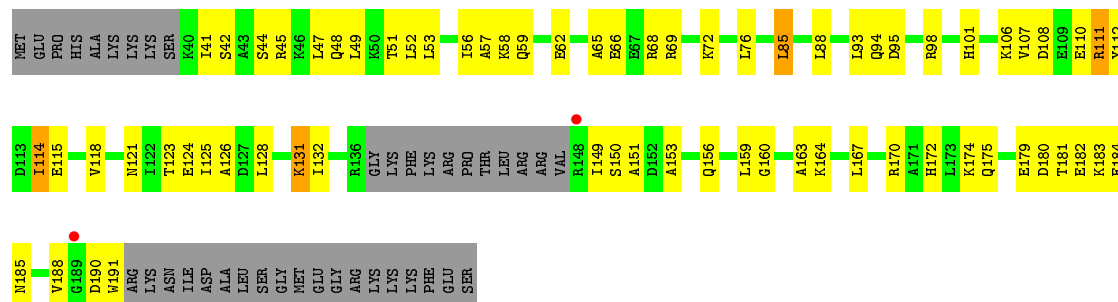 MET GLU PRO HIS ALA LYS LYS LYS SER K40 I41 S42 A43 S44 R45 K46 L47 Q48 L49 K50 T51 L52 L53 I56 A57 K58 Q59 E62 A65 E66 E67 R68 R69 K72 L76 L85 L88 L93 Q94 D95 R98 H101 K106 V107 D108 E109 E110 R111 Y112
D113 I114 E115 V118 N121 I122 T123 E124 I125 A126 D127 L128 K131 I132 R136 GLY LYS PHE LYS ARG PRO THR LEU ARG ARG VAL R148 I149 S150 A151 D152 A153 Q156 L159 G160 A163 K164 L167 R170 A171 H172 L173 K174 Q175 E179 D180 T181 E182 K183 E184
N185 V188 G189 D190 W191 ARG LYS ASN ILE ASP ALA LEU SER GLY MET GLU GLY ARG LYS LYS LYS PHE GLU SER